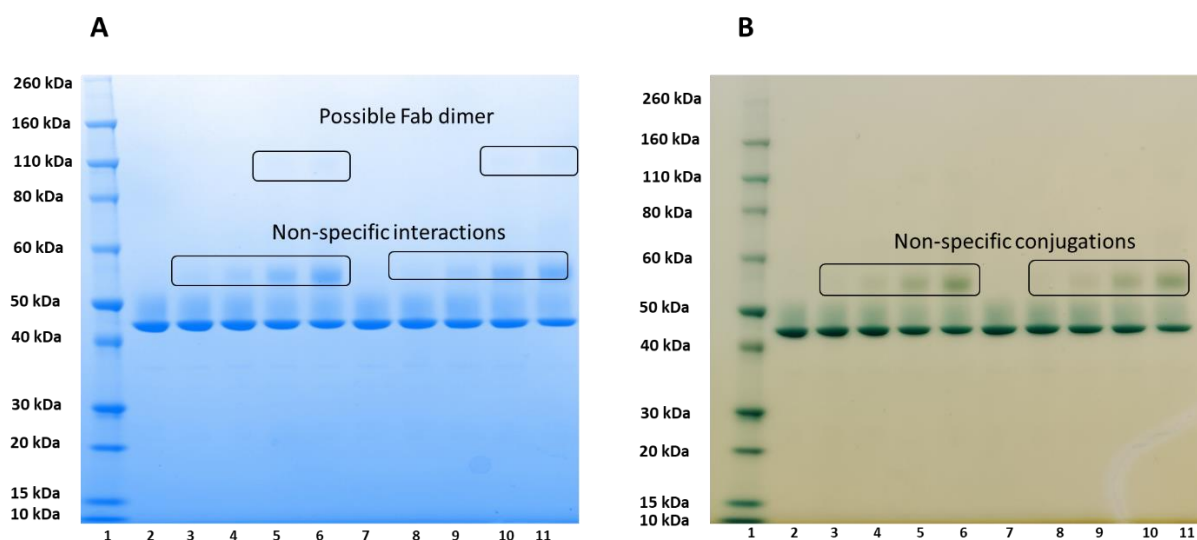 A
260 kDa
160 kDa
110 kDa
80 kDa
60 kDa
50 kDa
40 kDa
30 kDa
20 kDa
15 kDa
10 kDa
Possible Fab dimer
Non-specific interactions
1 2 3 4 5 6 7 8 9 10 11
B
260 kDa
160 kDa
110 kDa
80 kDa
60 kDa
50 kDa
40 kDa
30 kDa
20 kDa
15 kDa
10 kDa
Non-specific conjugations
1 2 3 4 5 6 7 8 9 10 11